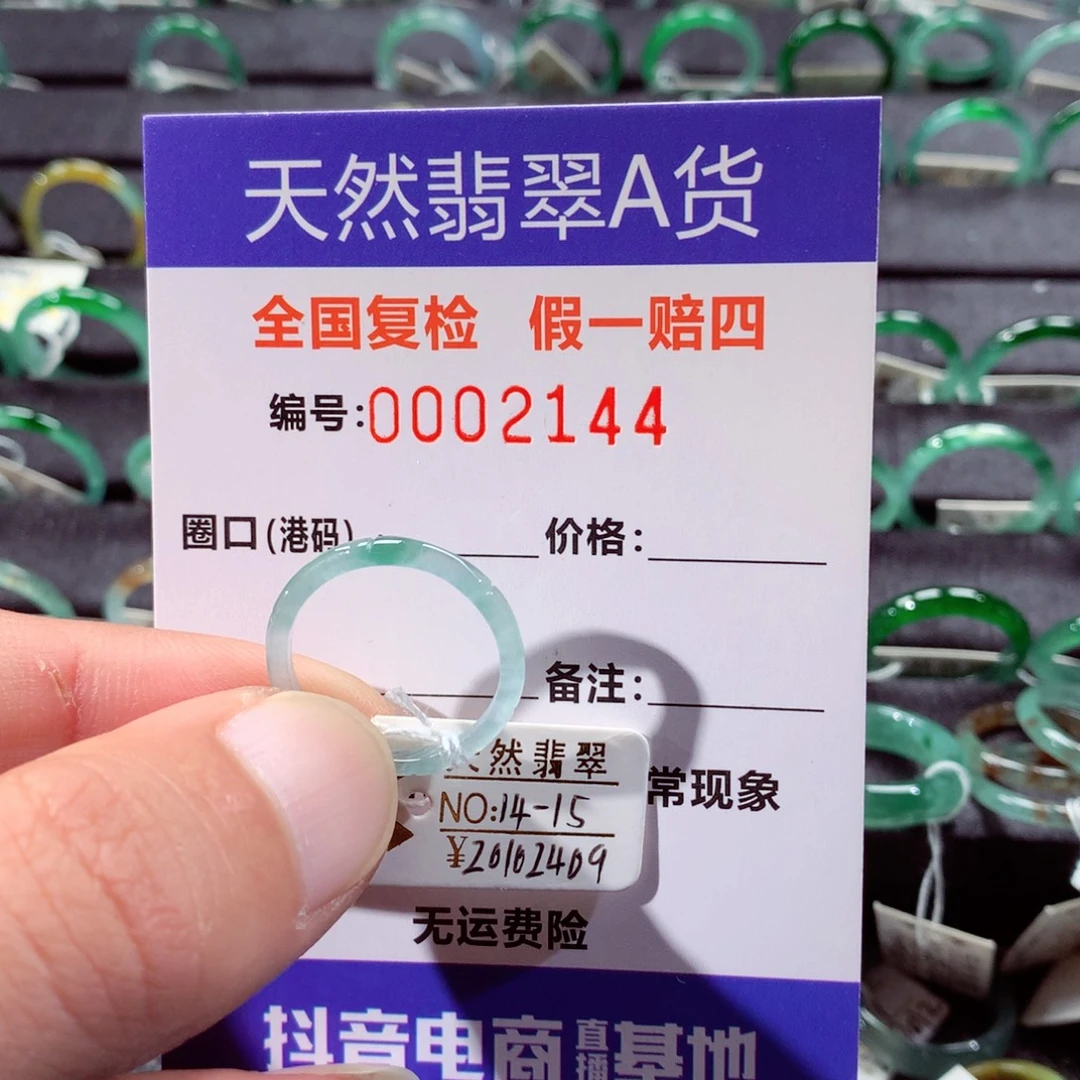 天然翡翠A货
全国复检 假一赔四
编号:0002144
圈口(港码) 价格:
备注:
天然翡翠
NO:14-15
常现象
¥20102409
无运费险
抖音电商直播基地